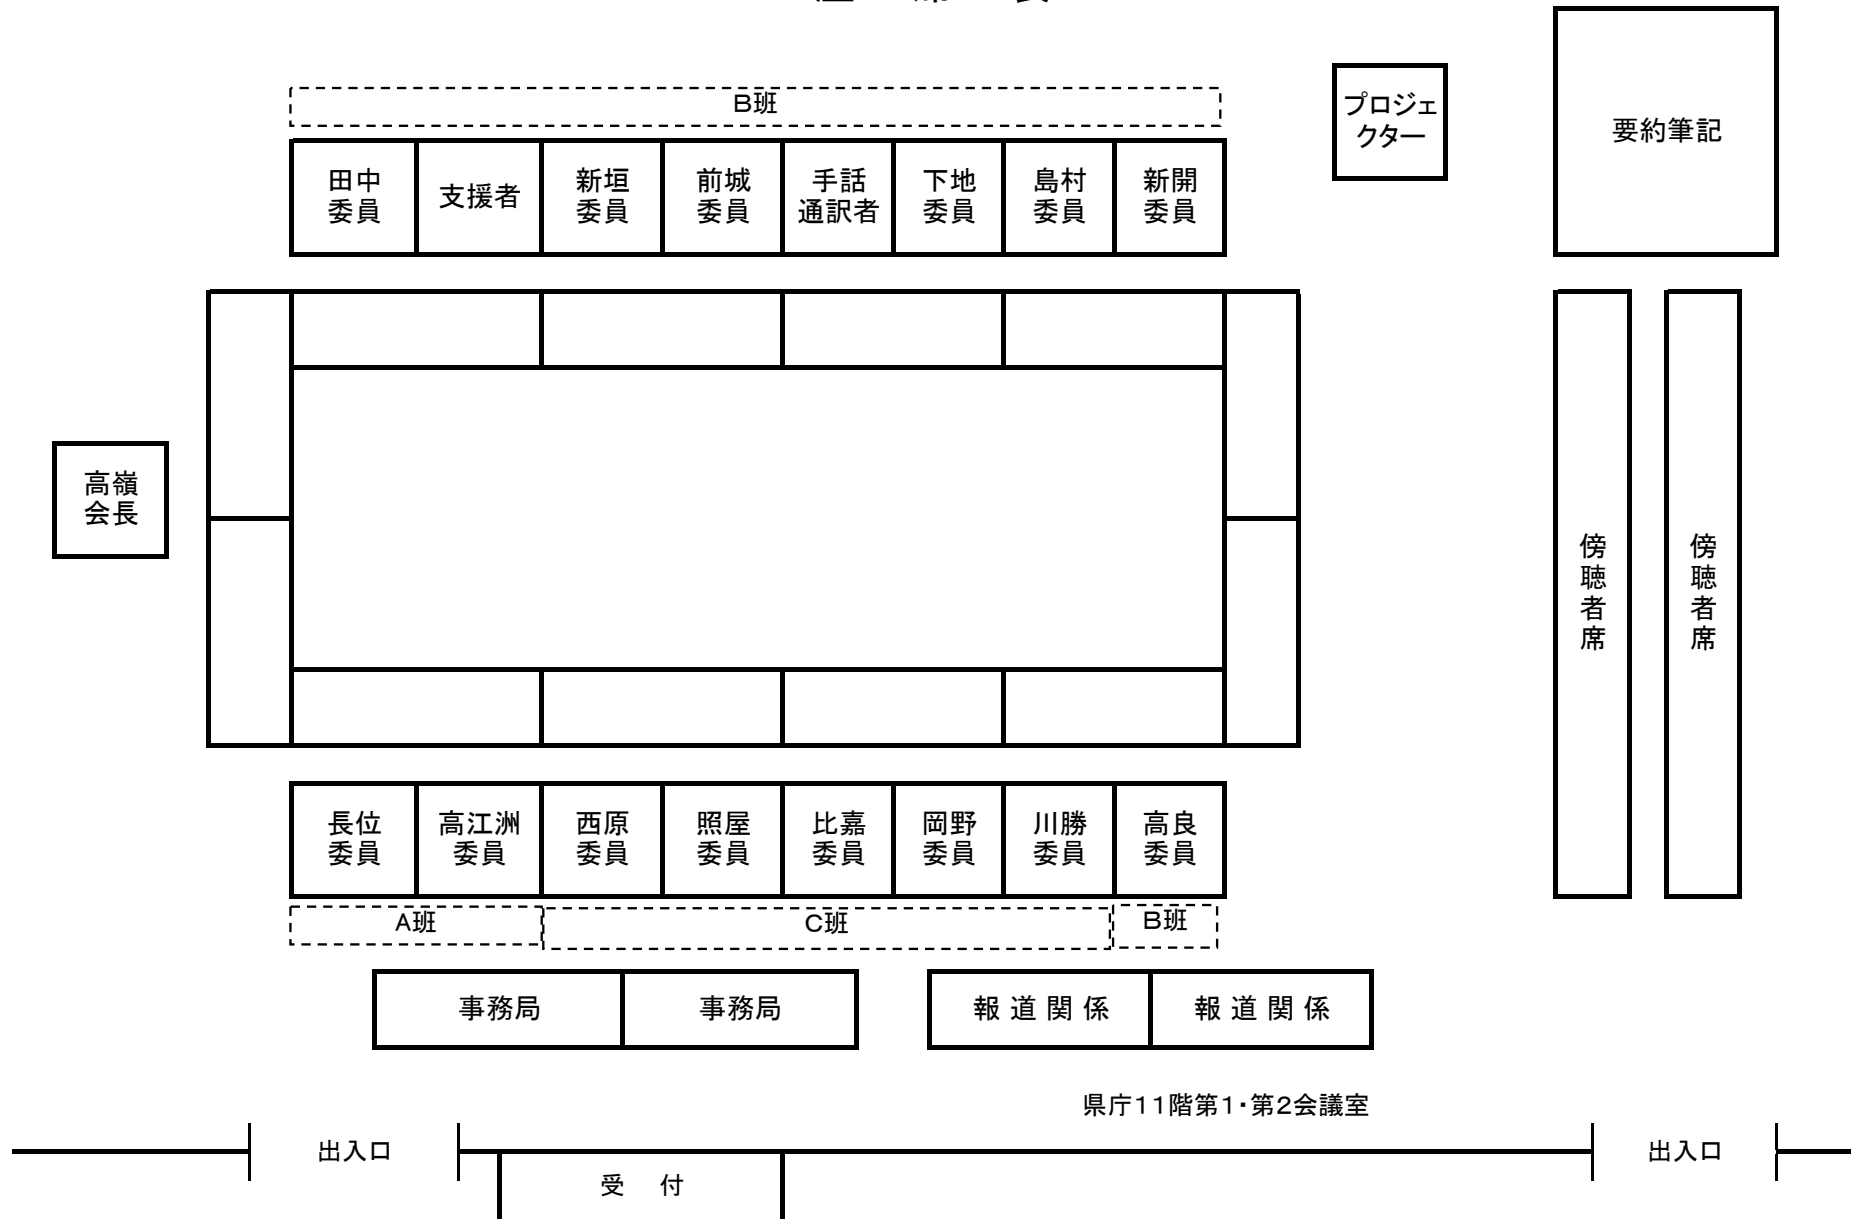 B班
プロジェ
クター
要約筆記
田中
委員
支援者
新垣
委員
前城
委員
手話
通訳者
下地
委員
島村
委員
新開
委員
高嶺
会長
傍聴者席
傍聴者席
長位
委員
高江洲
委員
西原
委員
照屋
委員
比嘉
委員
岡野
委員
川勝
委員
高良
委員
A班
C班
B班
事務局
事務局
報 道 関 係
報 道 関 係
県庁11階第1・第2会議室
出入口
出入口
受 付